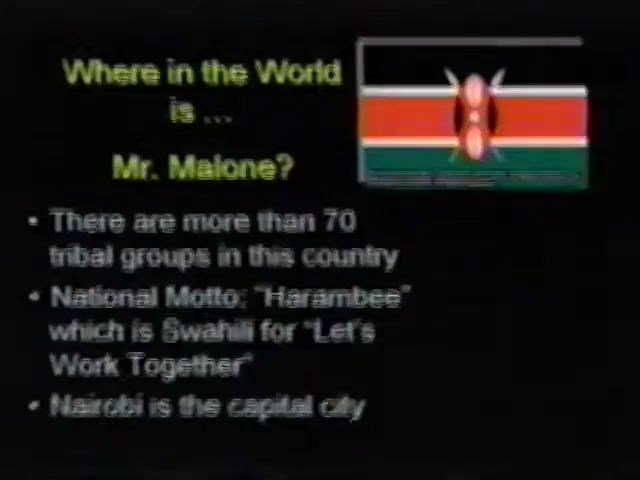 Where in the World
is ...
Mr. Malone?
• There are more than 70
tribal groups in this country
• National Motto: "Harambee"
which is Swahili for "Let's
Work Together"
• Nairobi is the capital city